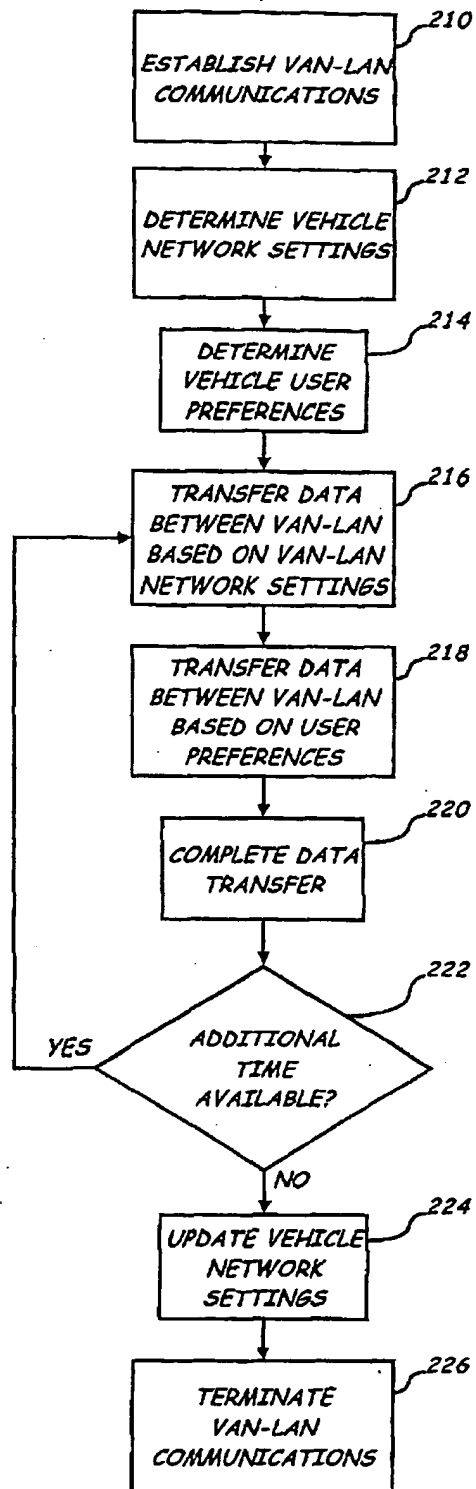 210
ESTABLISH VAN-LAN
COMMUNICATIONS
212
DETERMINE VEHICLE
NETWORK SETTINGS
214
DETERMINE
VEHICLE USER
PREFERENCES
216
TRANSFER DATA
BETWEEN VAN-LAN
BASED ON VAN-LAN
NETWORK SETTINGS
218
TRANSFER DATA
BETWEEN VAN-LAN
BASED ON USER
PREFERENCES
220
COMPLETE DATA
TRANSFER
222
YES
ADDITIONAL
TIME
AVAILABLE?
NO
224
UPDATE VEHICLE
NETWORK
SETTINGS
226
TERMINATE
VAN-LAN
COMMUNICATIONS